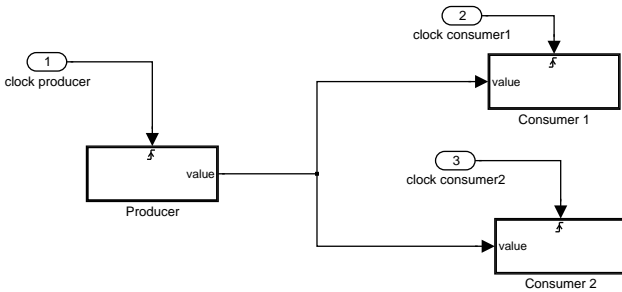 2
clock consumer1
1
clock producer
value
Consumer 1
3
clock consumer2
value
Producer
value
Consumer 2